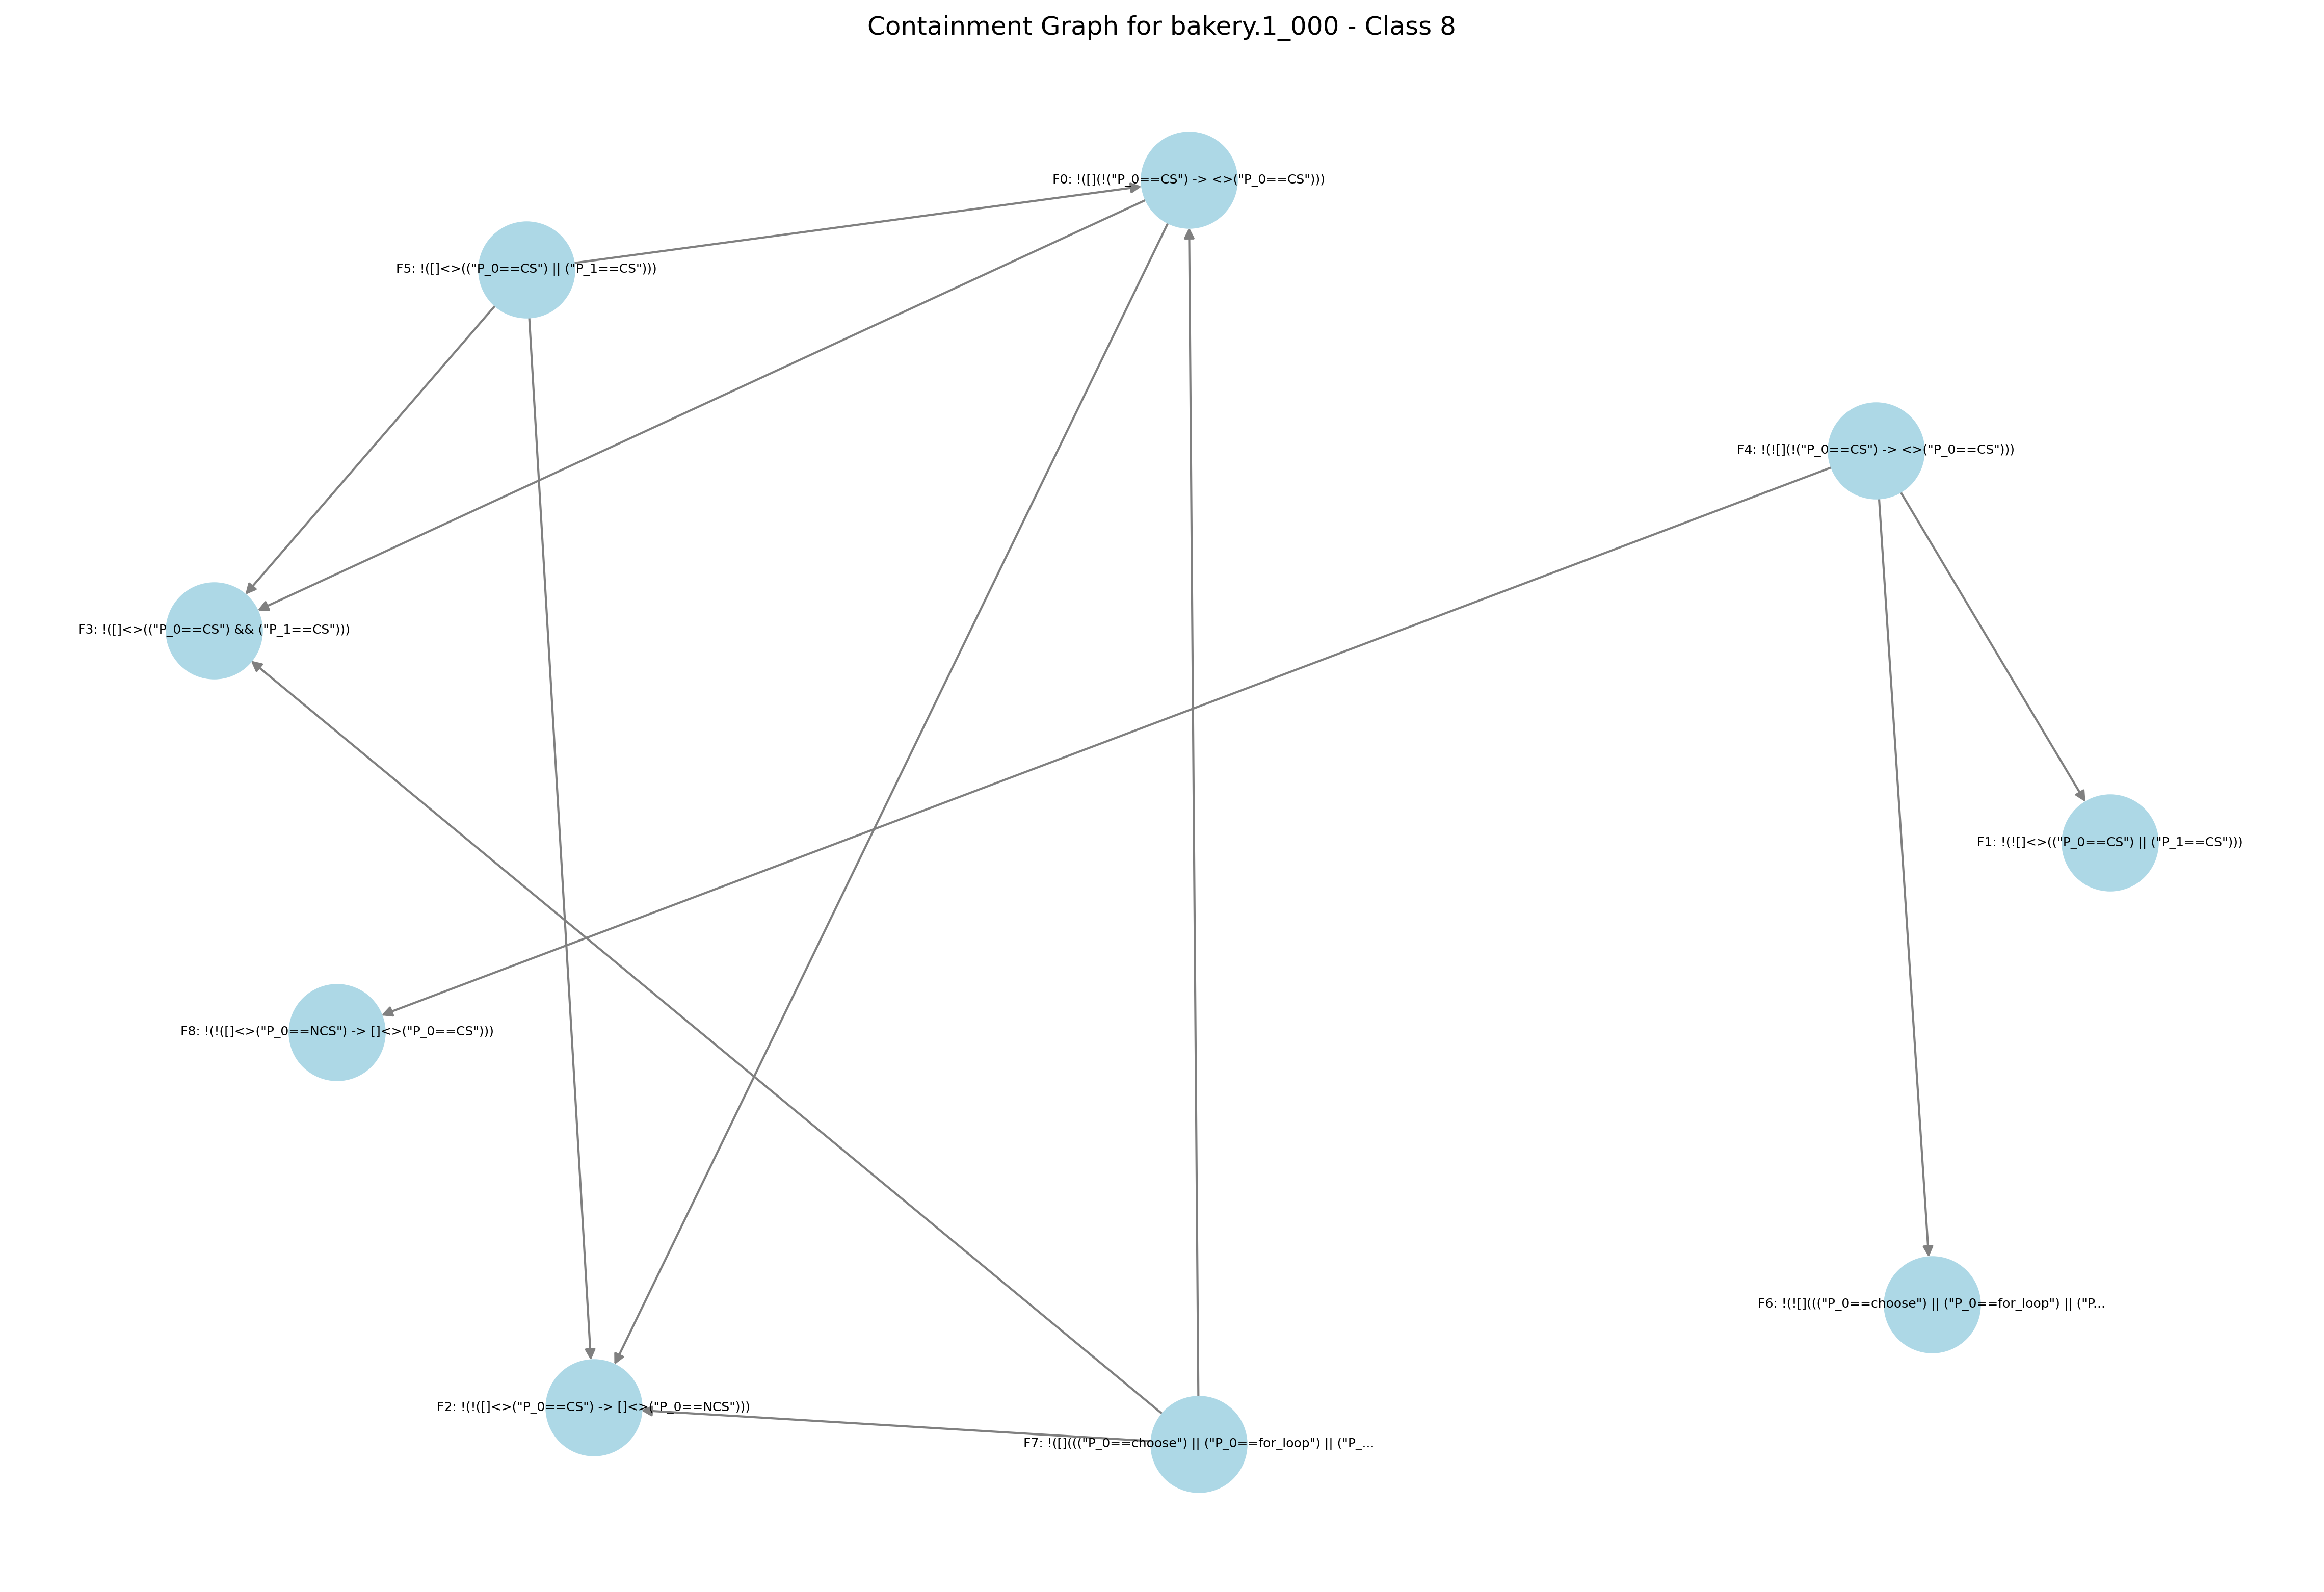 Containment Graph for bakery.1_000 - Class 8
F0: !([](!("P_0==CS") -> <>("P_0==CS")))
F5: !([]<>(("P_0==CS") || ("P_1==CS")))
F4: !(![](!("P_0==CS") -> <>("P_0==CS")))
F3: !([]<>(("P_0==CS") && ("P_1==CS")))
F1: !(![]<>(("P_0==CS") || ("P_1==CS")))
F8: !(!([]<>("P_0==NCS") -> []<>("P_0==CS")))
F6: !(![]((("P_0==choose") || ("P_0==for_loop") || ("P...
F2: !(!([]<>("P_0==CS") -> []<>("P_0==NCS")))
F7: !([]((("P_0==choose") || ("P_0==for_loop") || ("P_...